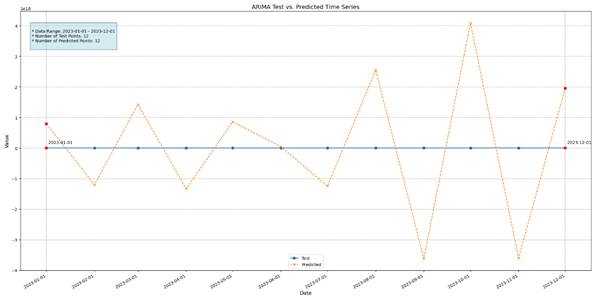 ARIMA Test vs. Predicted Time Series
1e18
* Data Range: 2023-01-01 - 2023-12-01
* Number of Test Points: 12
* Number of Predicted Points: 12
4
3
2
1
0
−1
−2
−3
−4
Value
2023-01-01
2023-12-01
Test
Predicted
2023-01-01
2023-02-01
2023-03-01
2023-04-01
2023-05-01
2023-06-01
2023-07-01
2023-08-01
2023-09-01
2023-10-01
2023-11-01
2023-12-01
Date